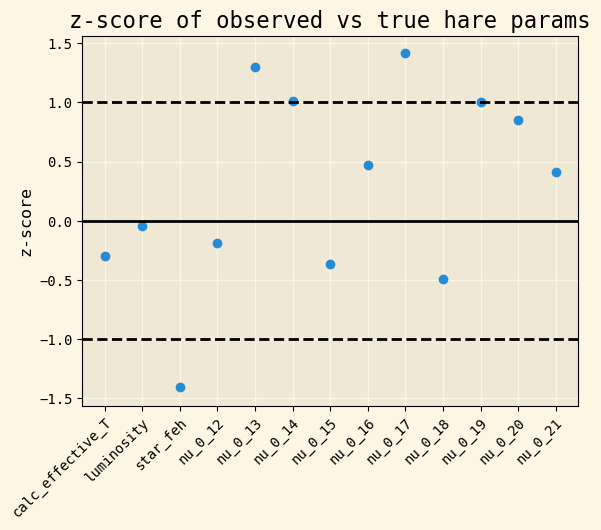 z-score of observed vs true hare params
1.5
1.0
0.5
0.0
−0.5
−1.0
−1.5
z-score
calc_effective_T
luminosity
star_feh
nu_0_12
nu_0_13
nu_0_14
nu_0_15
nu_0_16
nu_0_17
nu_0_18
nu_0_19
nu_0_20
nu_0_21